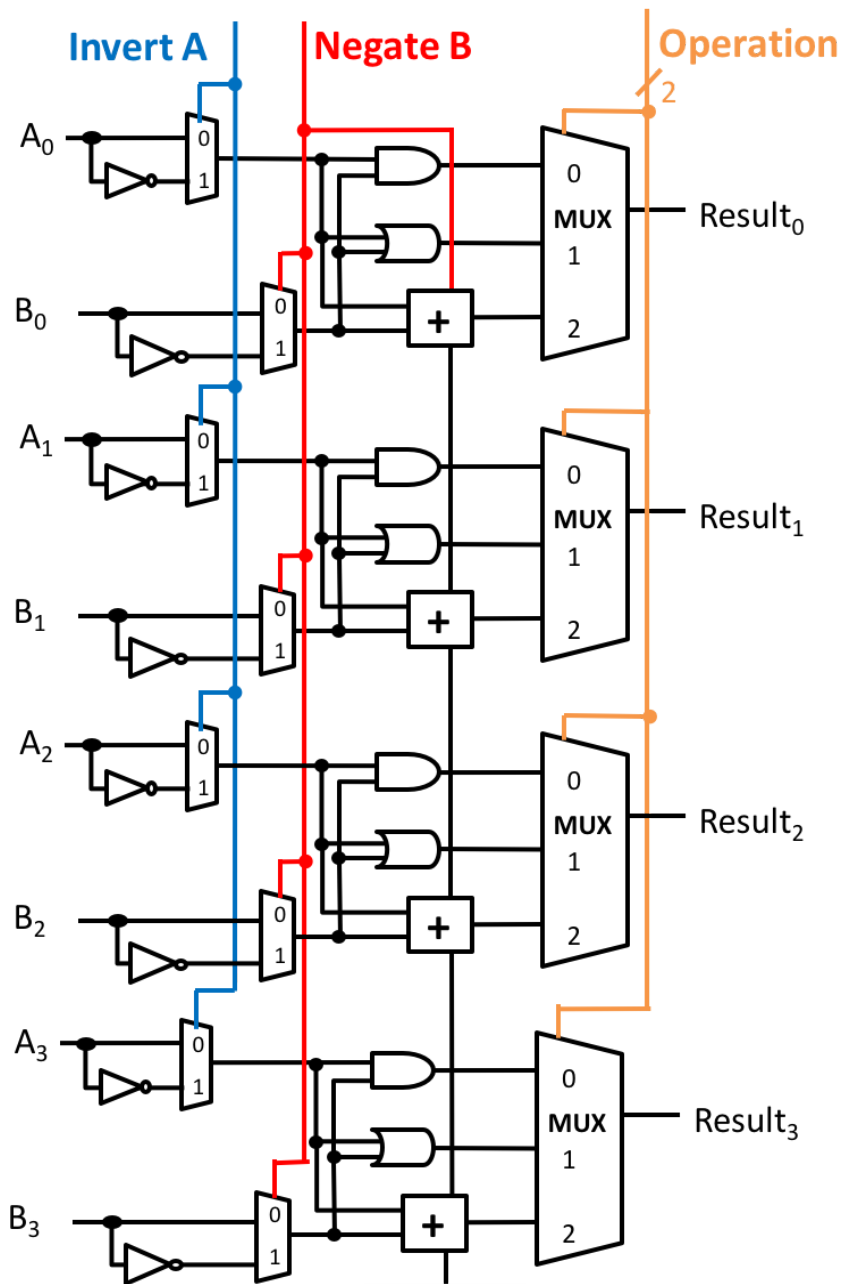 Invert A
Negate B
Operation
2
A₀
0
1
0
MUX
1
2
Result₀
B₀
0
1
+
A₁
0
1
0
MUX
1
2
Result₁
B₁
0
1
+
A₂
0
1
0
MUX
1
2
Result₂
B₂
0
1
+
A₃
0
1
0
MUX
1
2
Result₃
B₃
0
1
+